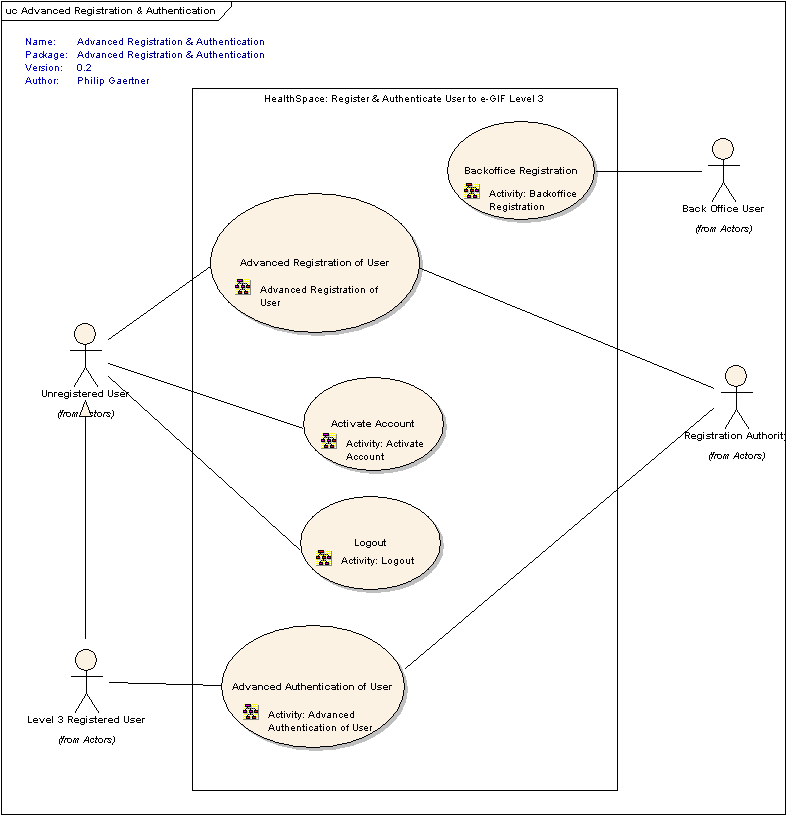 uc Advanced Registration & Authentication
Name: Advanced Registration & Authentication
Package: Advanced Registration & Authentication
Version: 0.2
Author: Philip Gaertner
HealthSpace: Register & Authenticate User to e-GIF Level 3
Backoffice Registration
Activity: Backoffice
Registration
Back Office User
(from Actors)
Advanced Registration of User
Advanced Registration of
User
Unregistered User
(from Actors)
Activate Account
Activity: Activate
Account
Registration Authority
(from Actors)
Logout
Activity: Logout
Advanced Authentication of User
Activity: Advanced
Authentication of User
Level 3 Registered User
(from Actors)